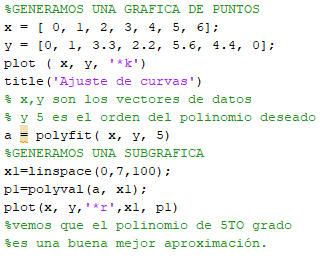 %GENERAMOS UNA GRAFICA DE PUNTOS
x = [ 0, 1, 2, 3, 4, 5, 6];
y = [0, 1, 3.3, 2.2, 5.6, 4.4, 0];
plot ( x, y, '*k')
title('Ajuste de curvas')
% x,y son los vectores de datos
% y 5 es el orden del polinomio deseado
a = polyfit( x, y, 5)
%GENERAMOS UNA SUBGRAFICA
x1=linspace(0,7,100);
p1=polyval(a, x1);
plot(x, y,'*r',x1, p1)
%vemos que el polinomio de 5TO grado
%es una buena mejor aproximación.